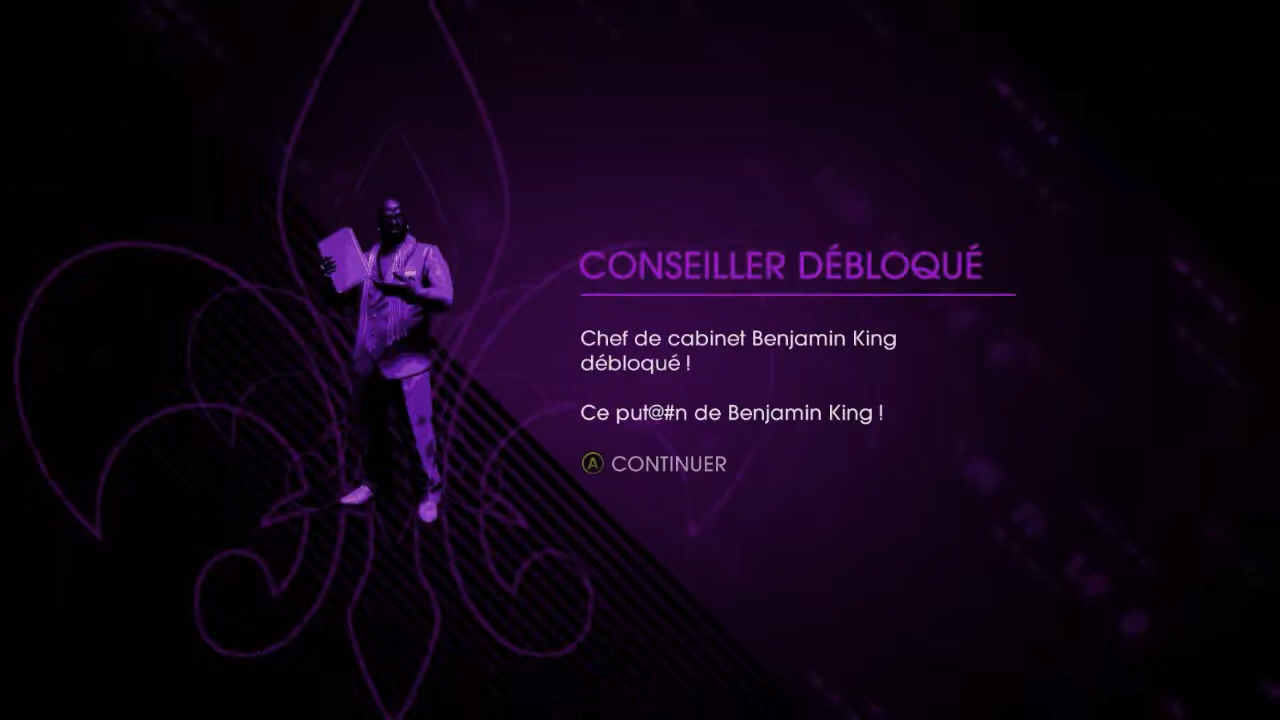 CONSEILLER DÉBLOQUÉ
Chef de cabinet Benjamin King
débloqué !
Ce put@#n de Benjamin King !
A CONTINUER